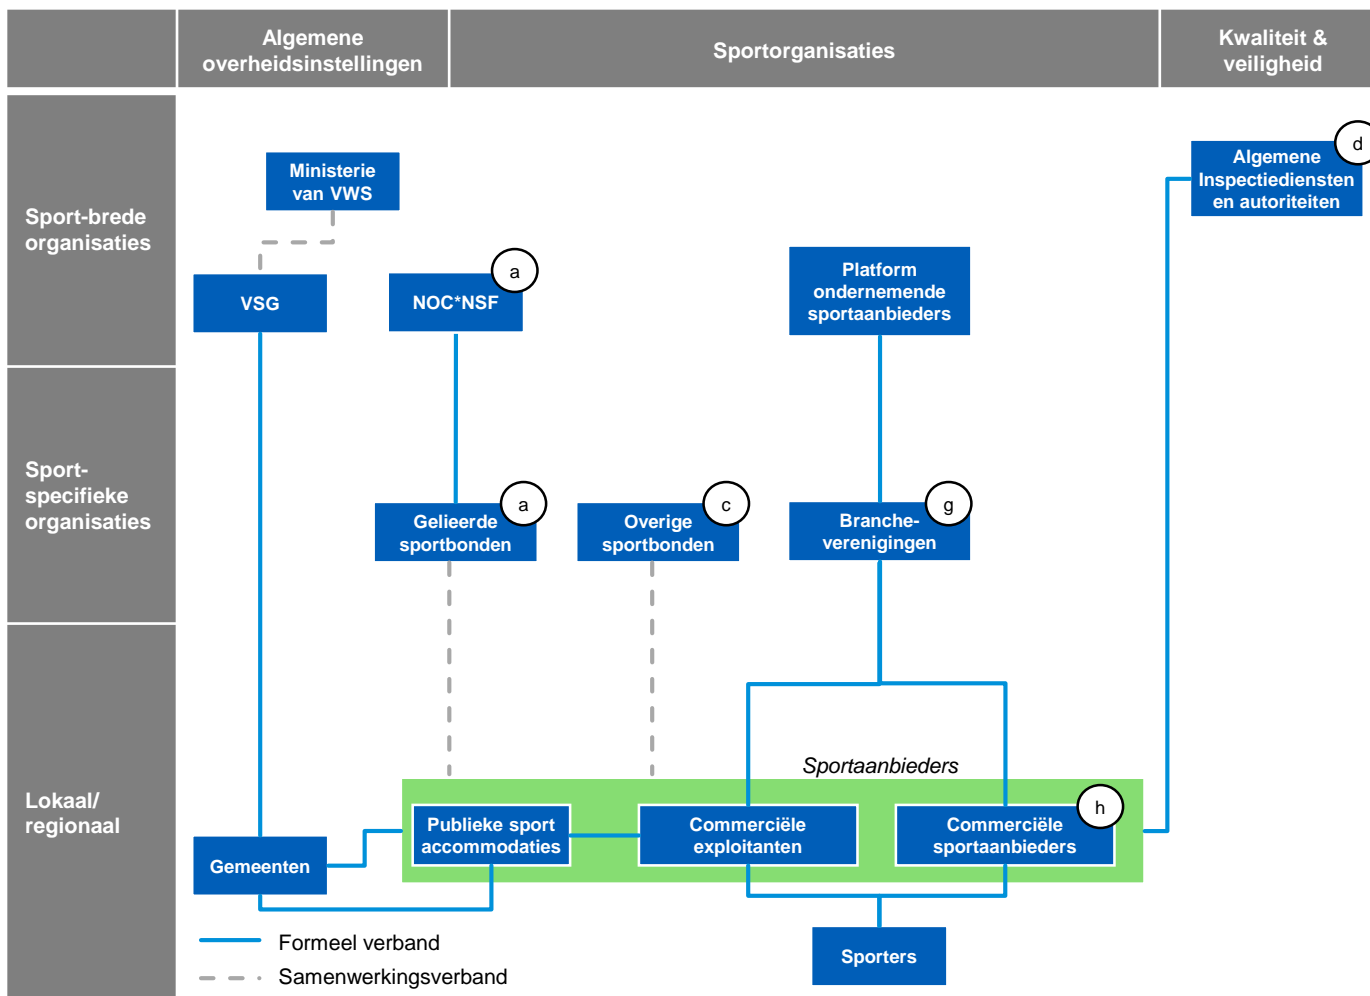 Algemene
overheidsinstellingen
Sportorganisaties
Kwaliteit &
veiligheid
Sport-brede
organisaties
Ministerie
van VWS
VSG
NOC*NSF
a
Platform
ondernemende
sportaanbieders
Algemene
Inspectiediensten
en autoriteiten
d
Sport-
specifieke
organisaties
Gelieerde
sportbonden
a
Overige
sportbonden
c
Branche-
verenigingen
g
Lokaal/
regionaal
Sportaanbieders
Gemeenten
Publieke sport
accommodaties
Commerciële
exploitanten
Commerciële
sportaanbieders
h
Sporters
Formeel verband
Samenwerkingsverband